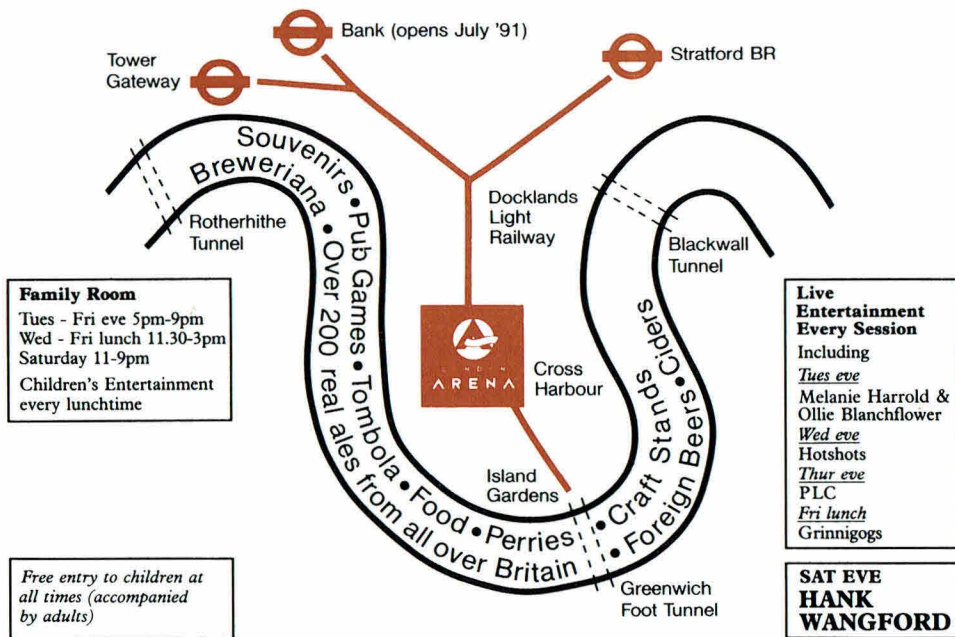 Bank (opens July '91)
Stratford BR
Tower
Gateway
Souvenirs • Pub Games • Tombola • Food • Perries • Craft Stands
Breweriana • Over 200 real ales from all over Britain • Foreign Beers • Ciders
Rotherhithe
Tunnel
Docklands
Light
Railway
Blackwall
Tunnel
Family Room
Tues - Fri eve 5pm-9pm
Wed - Fri lunch 11.30-3pm
Saturday 11-9pm
Children's Entertainment
every lunchtime
LONDON
ARENA
Cross
Harbour
Island
Gardens
Greenwich
Foot Tunnel
Live
Entertainment
Every Session
Including
Tues eve
Melanie Harrold &
Ollie Blanchflower
Wed eve
Hotshots
Thur eve
PLC
Fri lunch
Grinnigogs
Free entry to children at
all times (accompanied
by adults)
SAT EVE
HANK
WANGFORD